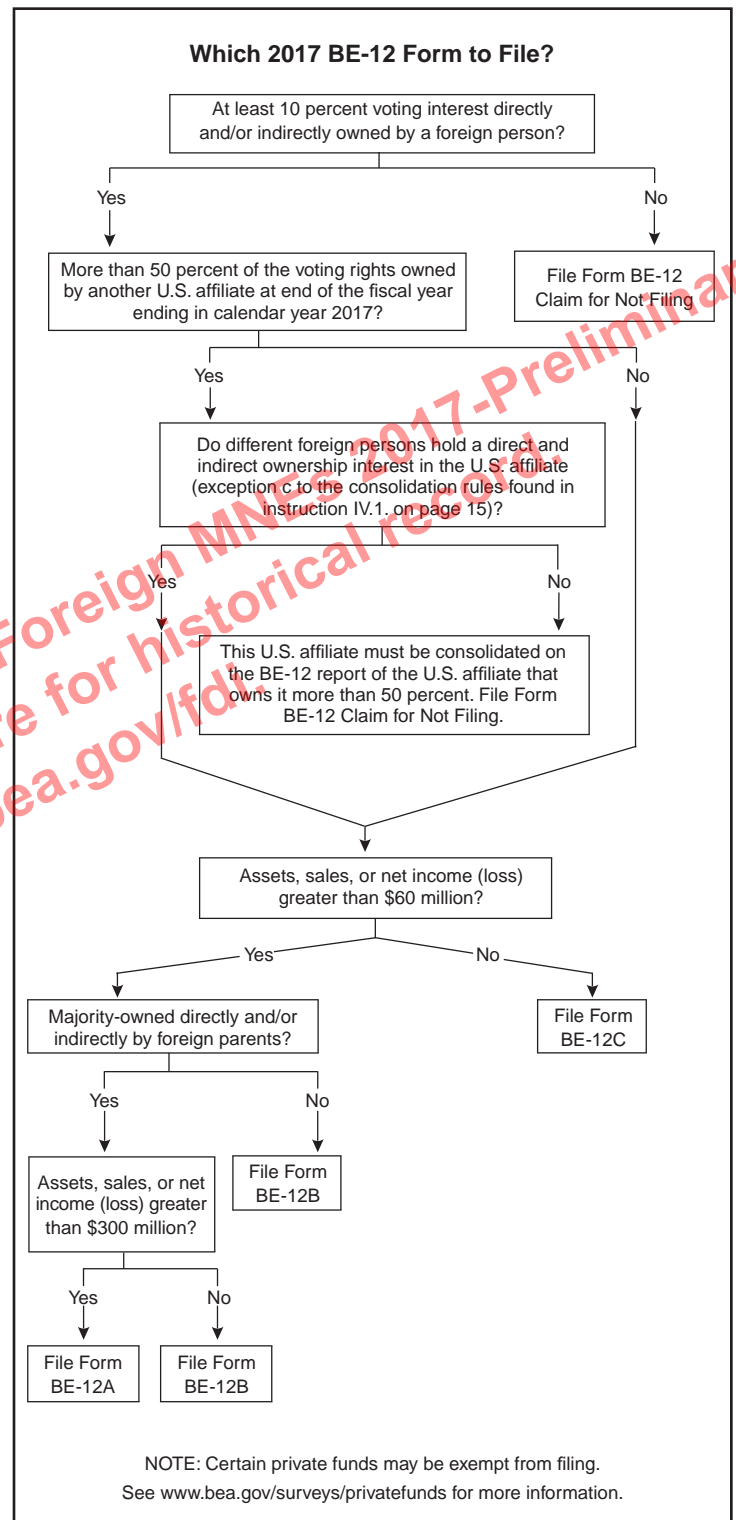 Which 2017 BE-12 Form to File?
At least 10 percent voting interest directly
and/or indirectly owned by a foreign person?
Yes
No
More than 50 percent of the voting rights owned
by another U.S. affiliate at end of the fiscal year
ending in calendar year 2017?
File Form BE-12
Claim for Not Filing
Yes
No
Do different foreign persons hold a direct and
indirect ownership interest in the U.S. affiliate
(exception c to the consolidation rules found in
instruction IV.1. on page 15)?
Yes
No
This U.S. affiliate must be consolidated on
the BE-12 report of the U.S. affiliate that
owns it more than 50 percent. File Form
BE-12 Claim for Not Filing.
Assets, sales, or net income (loss)
greater than $60 million?
Yes
No
Majority-owned directly and/or
indirectly by foreign parents?
File Form
BE-12C
Yes
No
Assets, sales, or net
income (loss) greater
than $300 million?
File Form
BE-12B
Yes
No
File Form
BE-12A
File Form
BE-12B
NOTE: Certain private funds may be exempt from filing.
See www.bea.gov/surveys/privatefunds for more information.
Foreign MNEs 2017-Preliminar
for historical record.
bea.gov/fdi.